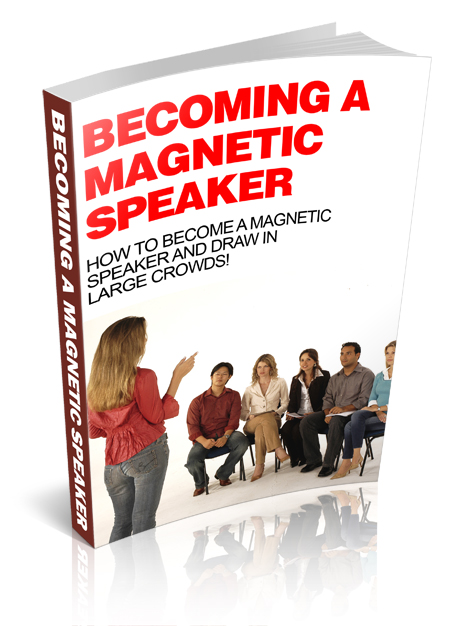 BECOMING A
MAGNETIC
SPEAKER
HOW TO BECOME A MAGNETIC
SPEAKER AND DRAW IN
LARGE CROWDS!
BECOMING A MAGNETIC SPEAKER